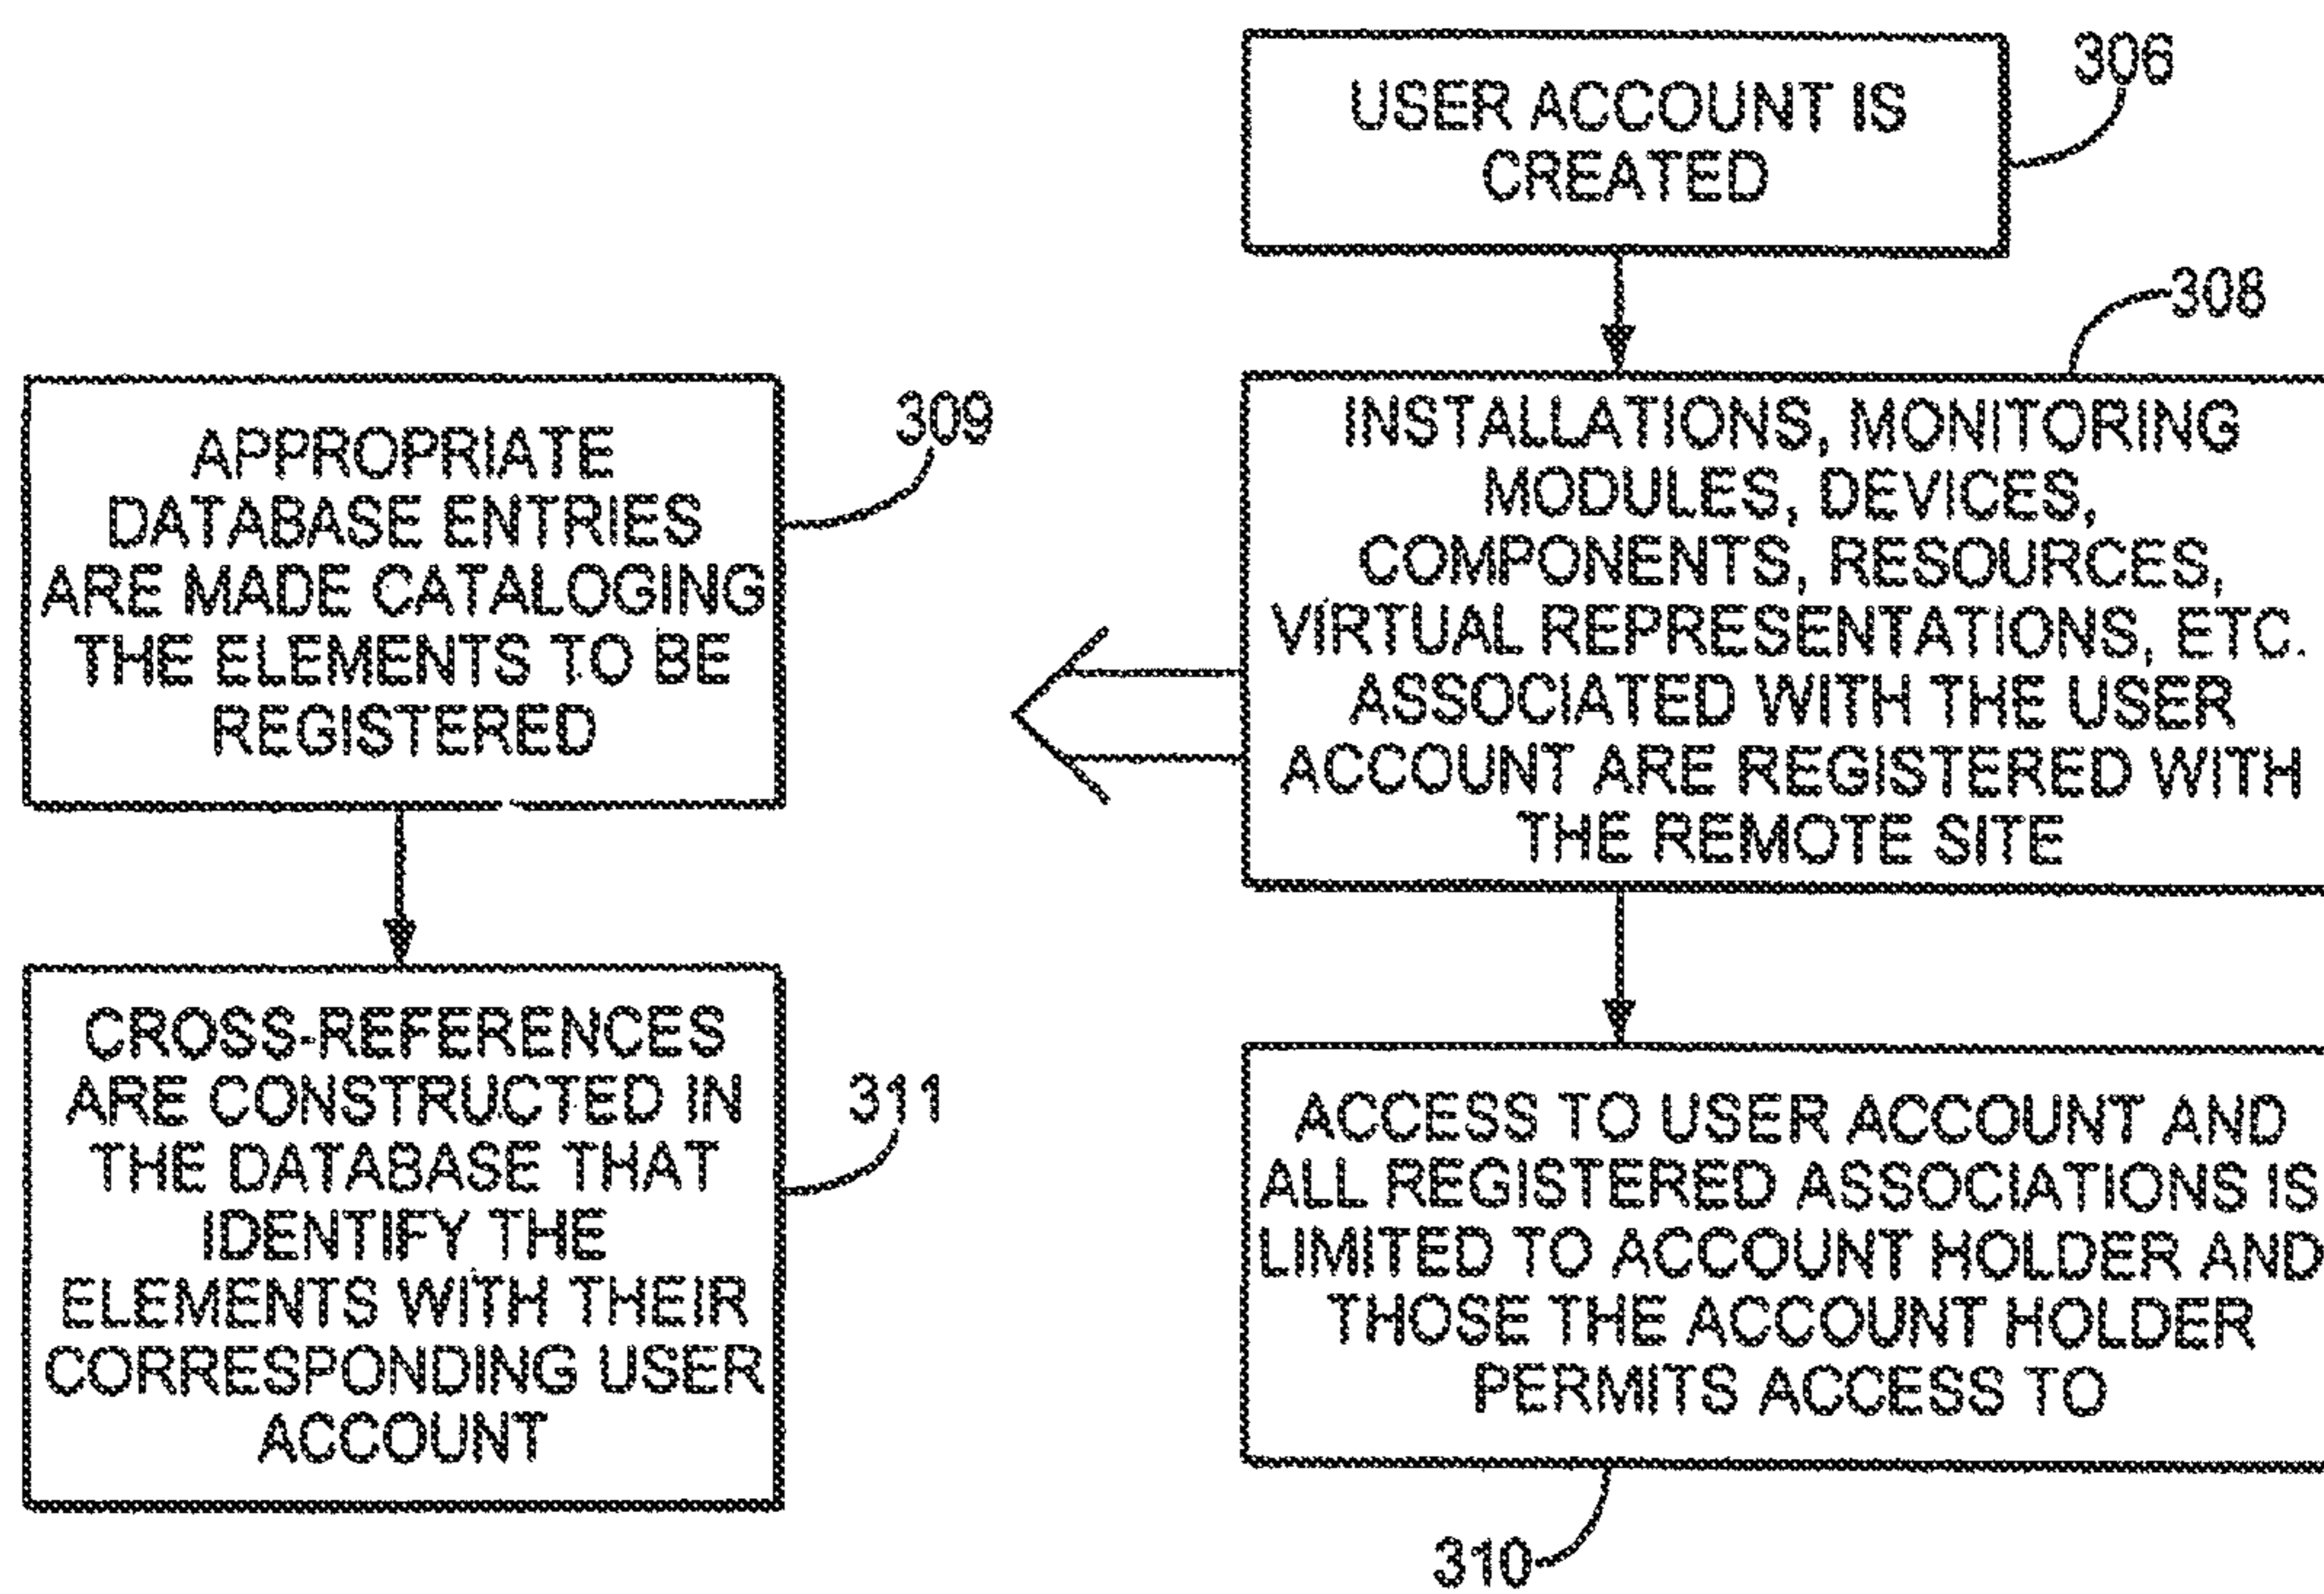 USER ACCOUNT IS
CREATED
306
308
INSTALLATIONS, MONITORING
MODULES, DEVICES,
COMPONENTS, RESOURCES,
VIRTUAL REPRESENTATIONS, ETC.
ASSOCIATED WITH THE USER
ACCOUNT ARE REGISTERED WITH
THE REMOTE SITE
309
APPROPRIATE
DATABASE ENTRIES
ARE MADE CATALOGING
THE ELEMENTS TO BE
REGISTERED
CROSS-REFERENCES
ARE CONSTRUCTED IN
THE DATABASE THAT
IDENTIFY THE
ELEMENTS WITH THEIR
CORRESPONDING USER
ACCOUNT
311
ACCESS TO USER ACCOUNT AND
ALL REGISTERED ASSOCIATIONS IS
LIMITED TO ACCOUNT HOLDER AND
THOSE THE ACCOUNT HOLDER
PERMITS ACCESS TO
310